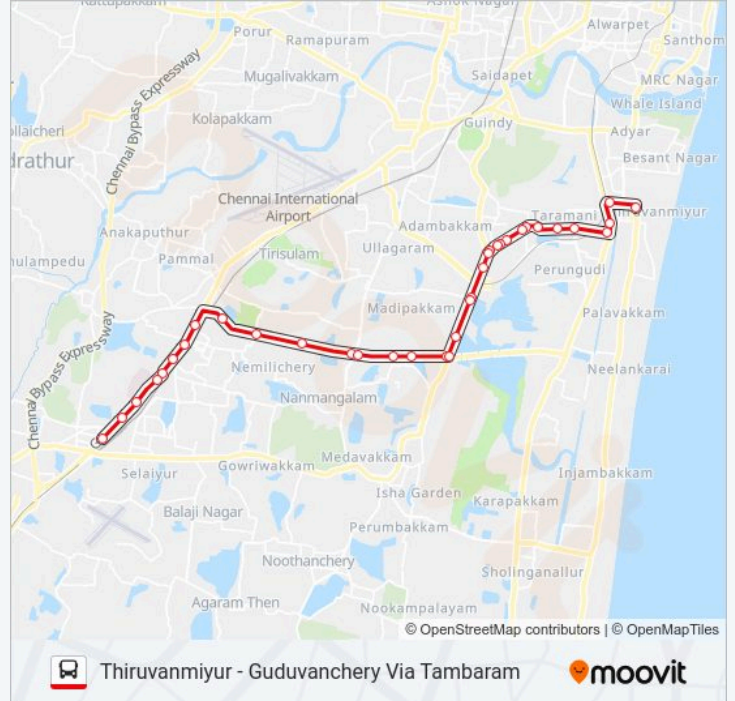 Kattupakkam
Ashok Nagar
Alwarpet
Porur
Ramapuram
Santhom
Chennai Bypass Expressway
Mugalivakkam
Saidapet
MRC Nagar
Whale Island
Kolapakkam
ollaicheri
Guindy
Adyar
drathur
Besant Nagar
Chennai International
Airport
Taramani
Adambakkam
Anakaputhur
Ullagaram
Tirisulam
hulampedu
Pammal
Perungudi
Madipakkam
Palavakkam
Chennai Bypass Expressway
Nemilichery
Neelankarai
Nanmangalam
Medavakkam
Gowriwakkam
Selaiyur
Injambakkam
Isha Garden
Karapakkam
Balaji Nagar
Perumbakkam
Noothanchery
Sholinganallur
Agaram Then
Nookampalayam
© OpenStreetMap contributors | © OpenMapTiles
Thiruvanmiyur - Guduvanchery Via Tambaram
moovit